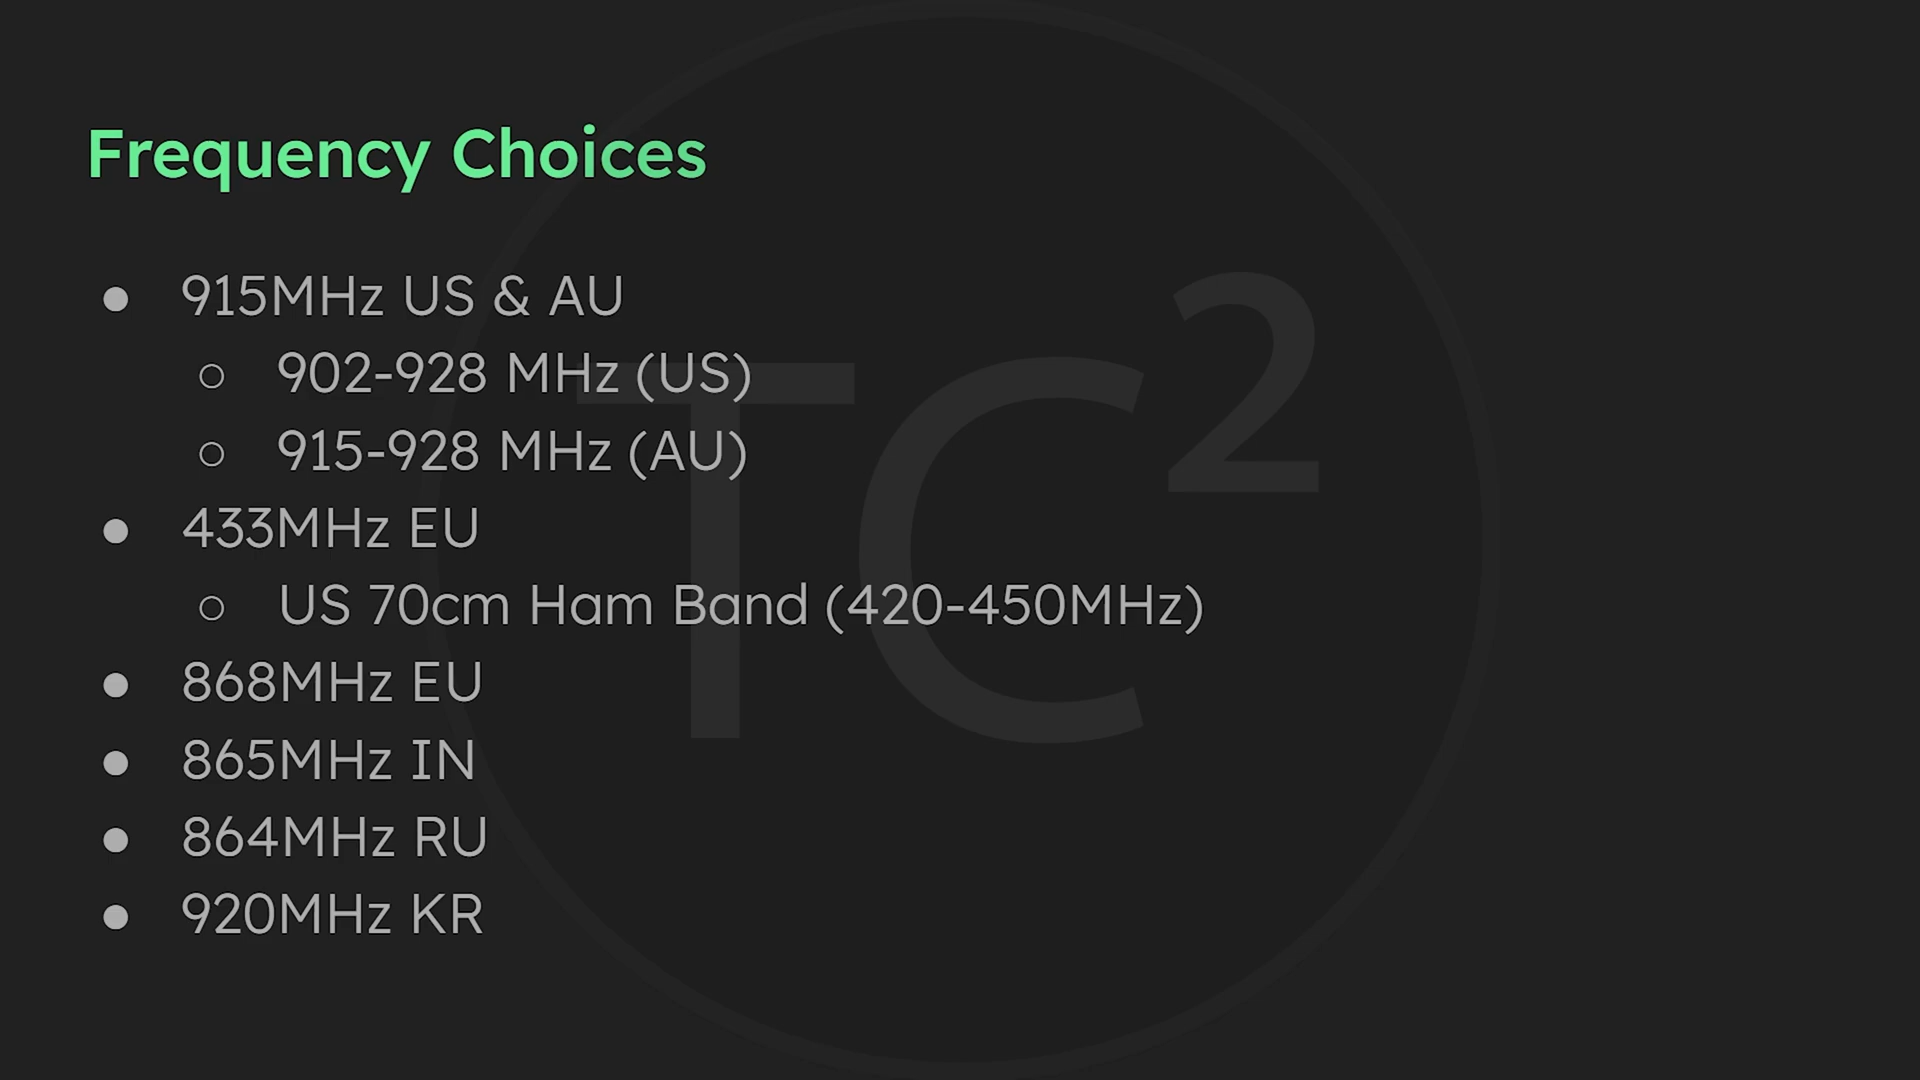 Frequency Choices
● 915MHz US & AU
○ 902-928 MHz (US)
○ 915-928 MHz (AU)
● 433MHz EU
○ US 70cm Ham Band (420-450MHz)
● 868MHz EU
● 865MHz IN
● 864MHz RU
● 920MHz KR
TC²